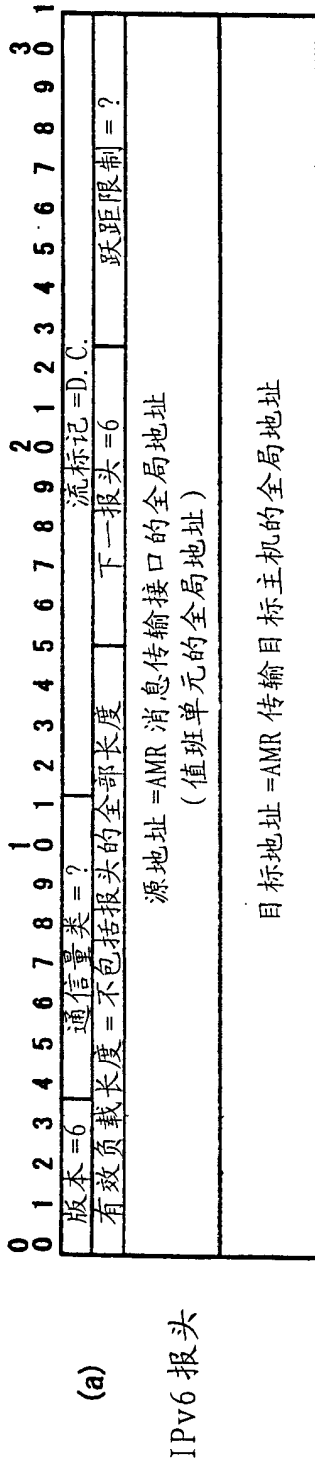 (a)
0 1 2 3
0 1 2 3 4 5 6 7 8 9 0 1 2 3 4 5 6 7 8 9 0 1 2 3 4 5 6 7 8 9 0 1
版本=6 通信量类=? 流标记=D.C.
有效负载长度=不包括报头的全部长度 下一报头=6 跃距限制=?
IPv6 报头
源地址=AMR 消息传输接口的全局地址
(值班单元的全局地址)
目标地址=AMR 传输目标主机的全局地址